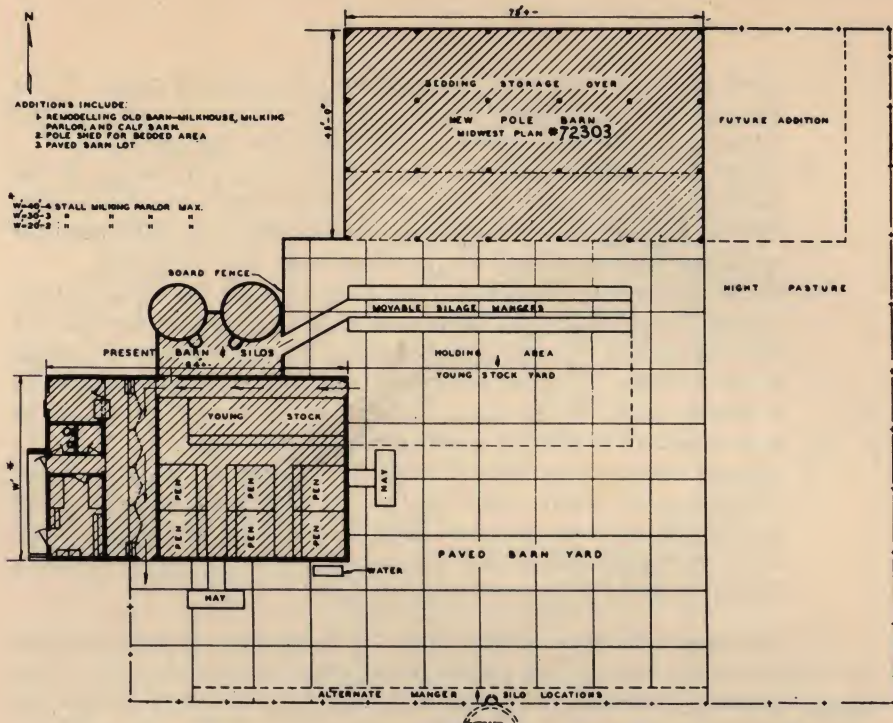 N
ADDITIONS INCLUDE:
1. REMODELLING OLD BARN—MILKHOUSE, MILKING
PARLOR, AND CALF BARN
2. POLE SHED FOR BEDDED AREA
3. PAVED BARN LOT
*
W'=40'-4 STALL MILKING PARLOR MAX.
W'=30'-3 " " " "
W'=20'-2 " " " "
75'+-
BEDDING STORAGE OVER
NEW POLE BARN
MIDWEST PLAN #72303
FUTURE ADDITION
BOARD FENCE
MOVABLE SILAGE MANGERS
NIGHT PASTURE
PRESENT BARN & SILOS
HOLDING AREA
&
YOUNG STOCK YARD
YOUNG STOCK
W' *
PEN
PEN
PEN
PEN
PEN
PEN
HAY
PAVED BARN YARD
WATER
HAY
ALTERNATE MANGER & SILO LOCATIONS